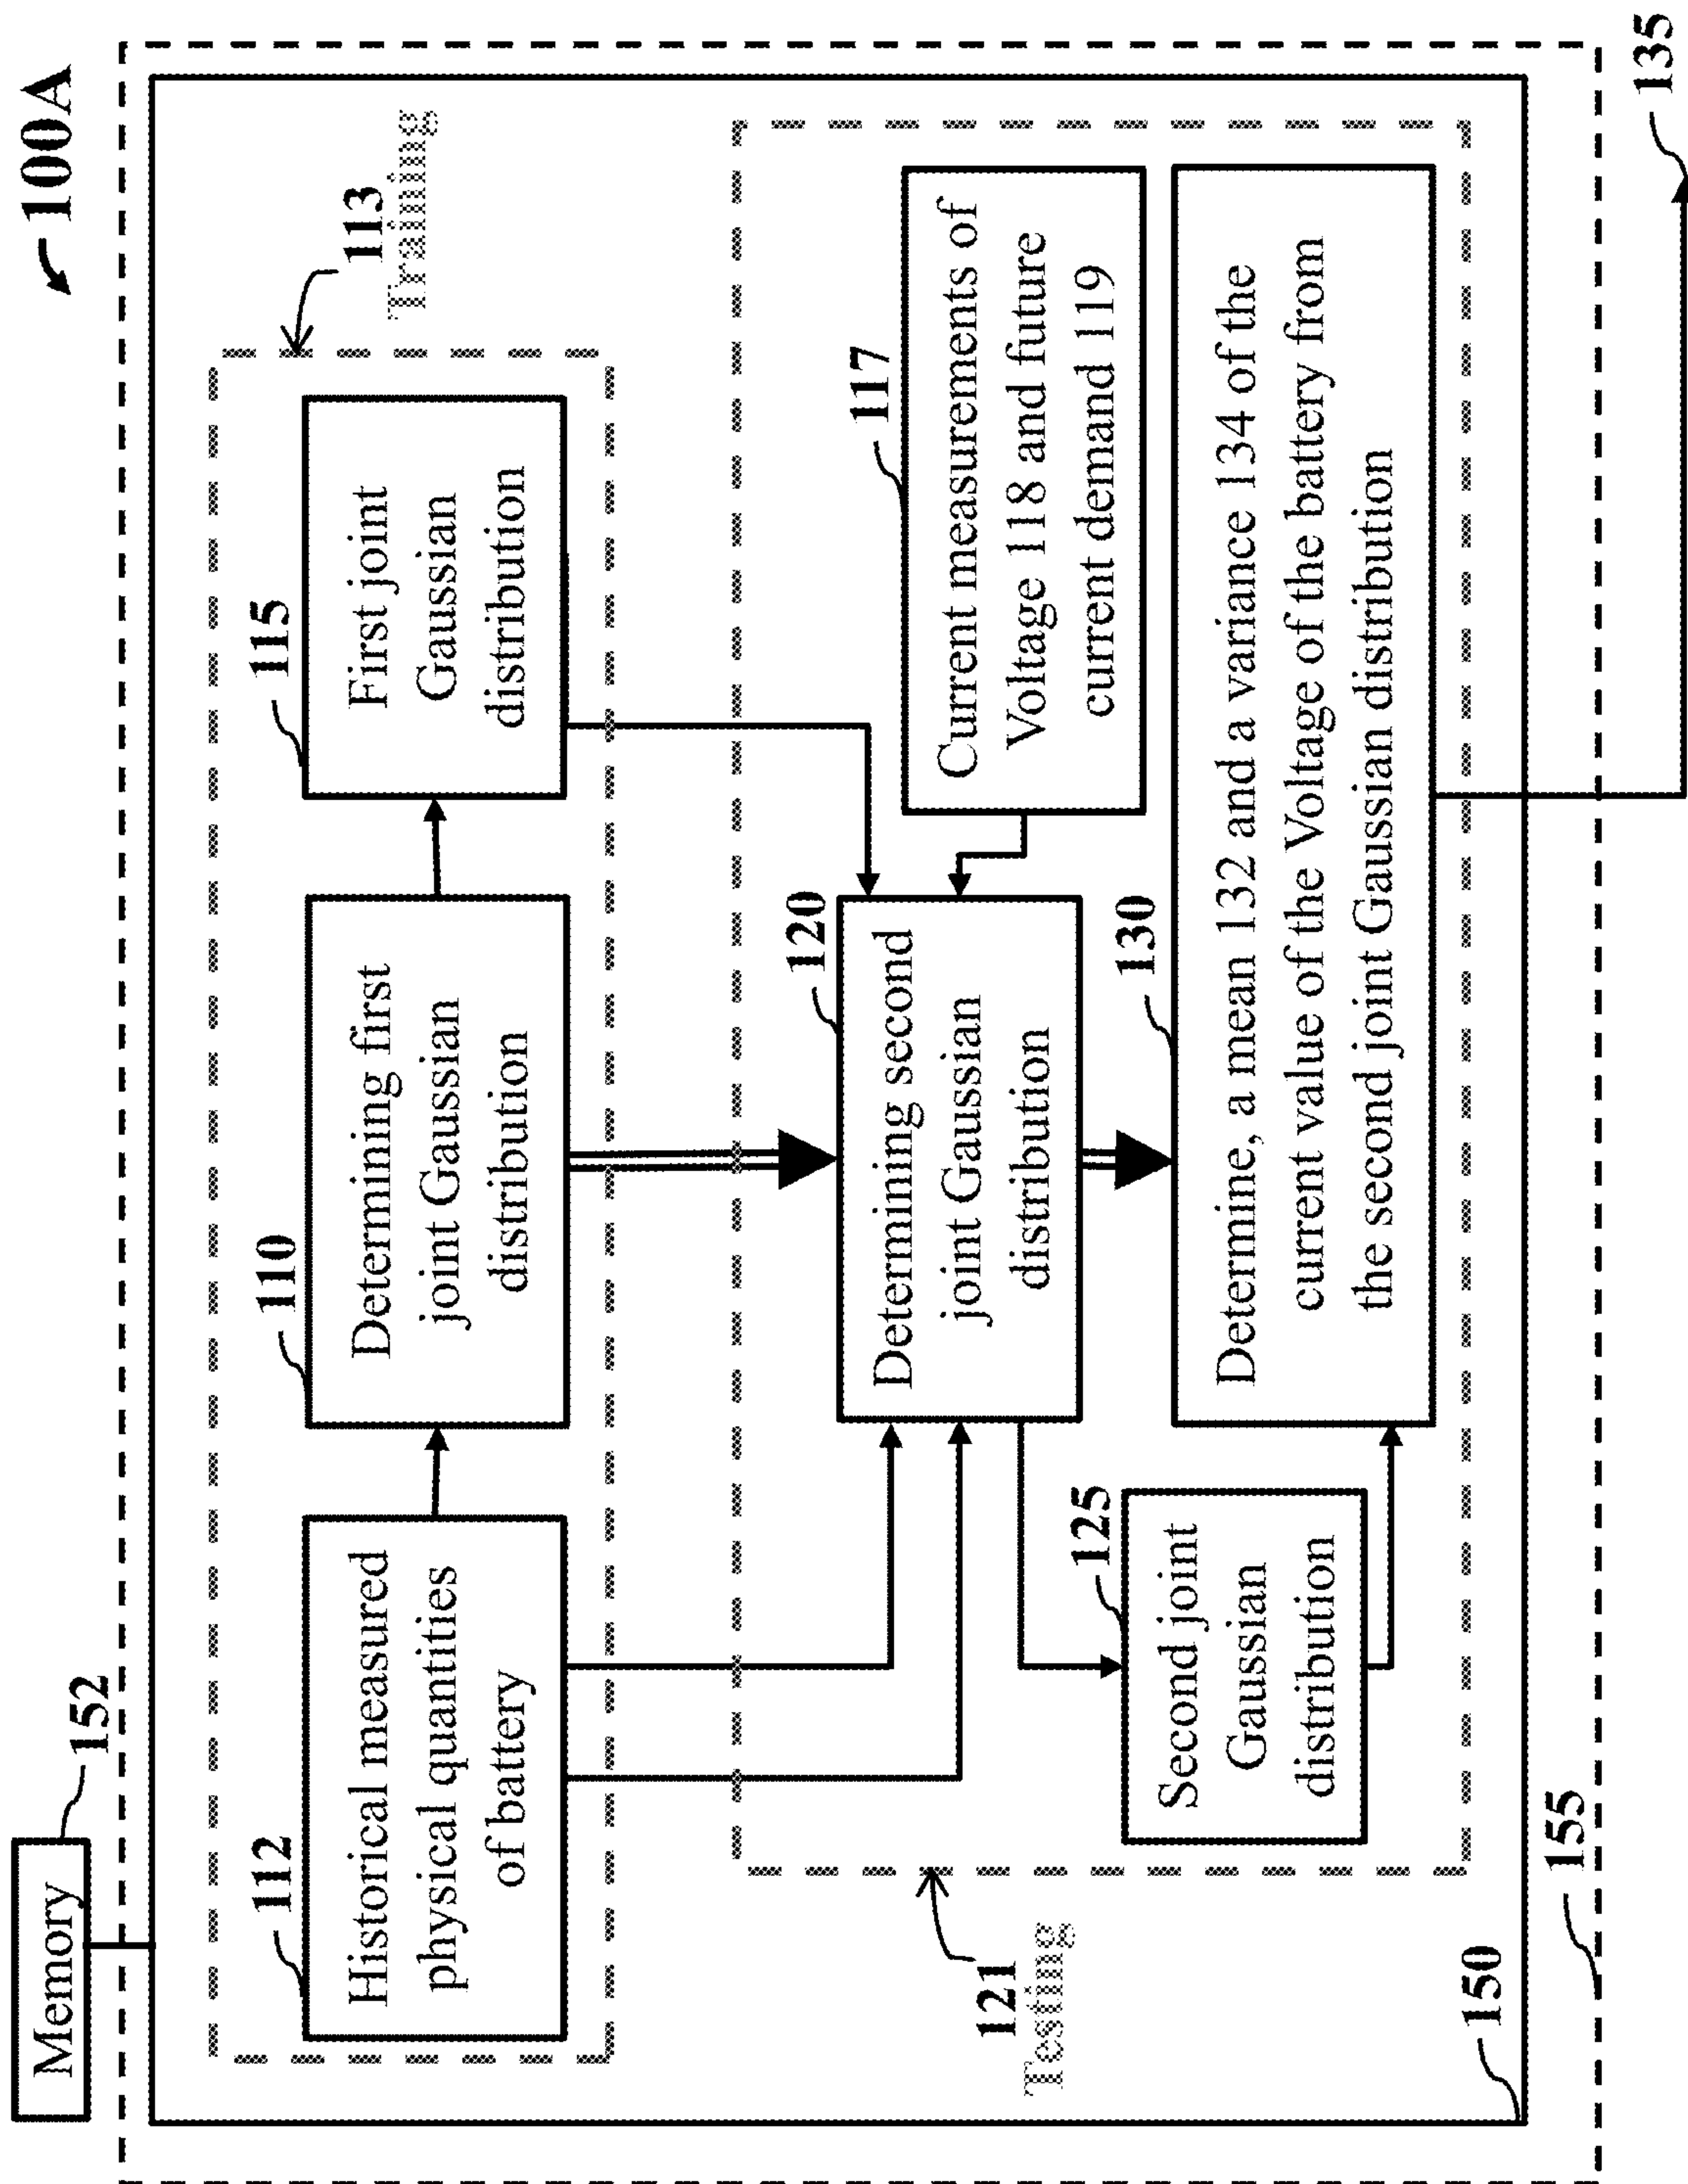 100A
Memory
152
113
Training
112
Historical measured
physical quantities
of battery
110
Determining first
joint Gaussian
distribution
115
First joint
Gaussian
distribution
121
Testing
120
Determining second
joint Gaussian
distribution
117
Current measurements of
Voltage 118 and future
current demand 119
125
Second joint
Gaussian
distribution
130
Determine, a mean 132 and a variance 134 of the
current value of the Voltage of the battery from
the second joint Gaussian distribution
150
155
135